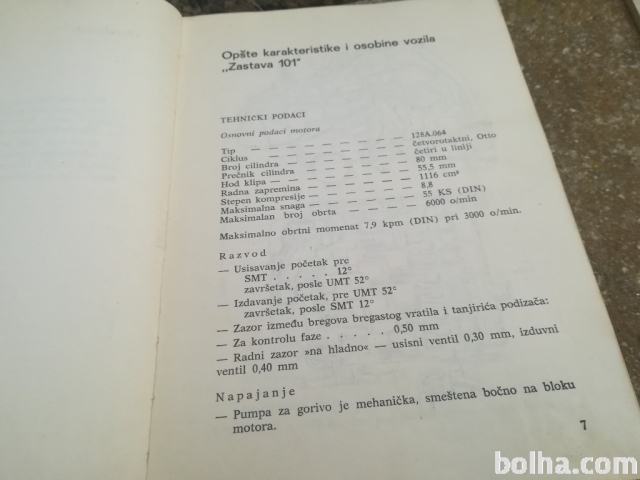 Opšte karakteristike i osobine vozila
„Zastava 101"
TEHNIČKI PODACI
Osnovni podaci motora
Tip — — — — — — — — — 128A.064
Ciklus — — — — — — — — četvorotaktni, Otto
Broj cilindra — — — — — — četiri u liniji
Prečnik cilindra — — — — — 80 mm
Hod klipa — — — — — — — 55,5 mm
Radna zapremina — — — — — 1116 cm³
Stepen kompresije — — — — — 8,8
Maksimalna snaga — — — — — 55 KS (DIN)
Maksimalan broj obrta — — — — 6000 o/min
Maksimalno obrtni momenat 7,9 kpm (DIN) pri 3000 o/min.
Razvod
— Usisavanje početak pre
SMT . . . . . 12°
završetak, posle UMT 52°
— Izdavanje početak, pre UMT 52°
završetak, posle SMT 12°
— Zazor između bregova bregastog vratila i tanjirića podizača:
— Za kontrolu faze . . . . . 0,50 mm
— Radni zazor »na hladno« — usisni ventil 0,30 mm, izduvni
ventil 0,40 mm
Napajanje
— Pumpa za gorivo je mehanička, smeštena bočno na bloku
motora.
7
bolha.com